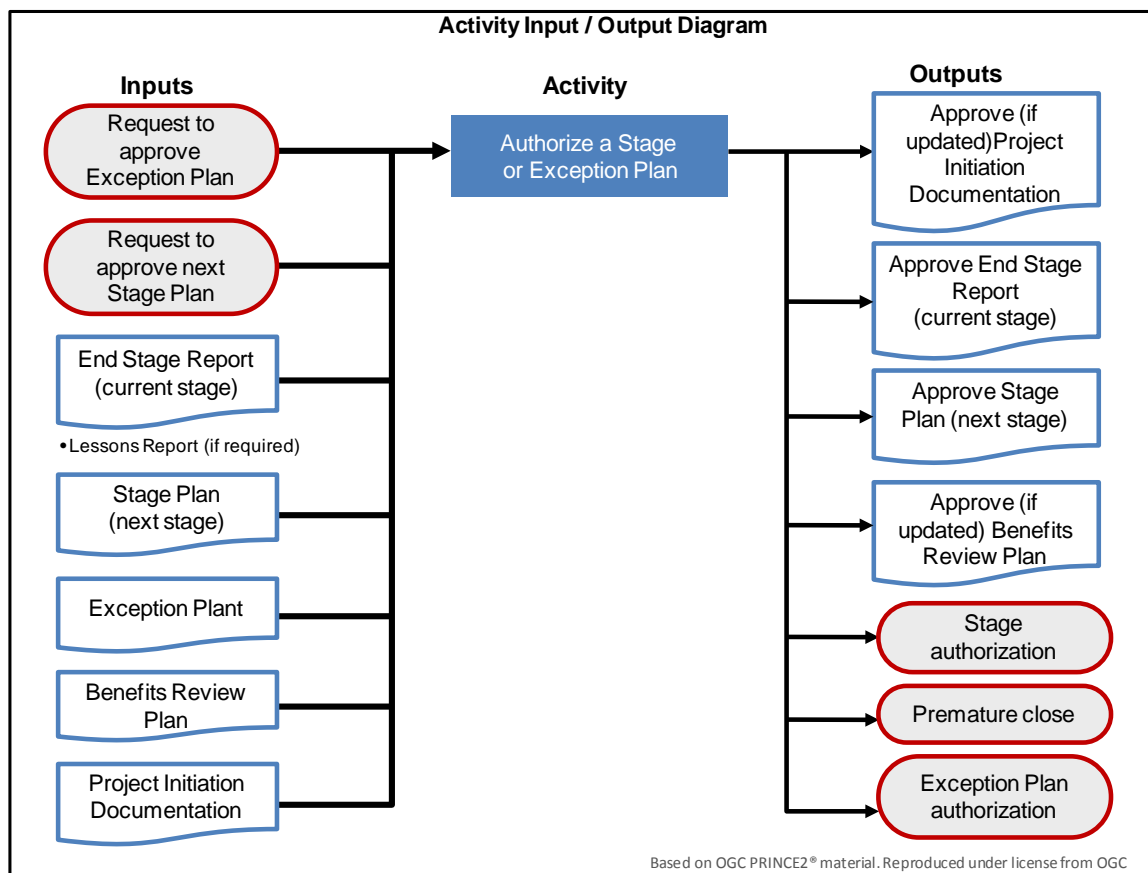 Activity Input / Output Diagram
Inputs
Activity
Outputs
Request to
approve
Exception Plan
Request to
approve next
Stage Plan
End Stage Report
(current stage)
•Lessons Report (if required)
Stage Plan
(next stage)
Exception Plant
Benefits Review
Plan
Project Initiation
Documentation
Authorize a Stage
or Exception Plan
Approve (if
updated)Project
Initiation
Documentation
Approve End Stage
Report
(current stage)
Approve Stage
Plan (next stage)
Approve (if
updated) Benefits
Review Plan
Stage
authorization
Premature close
Exception Plan
authorization
Based on OGC PRINCE2® material. Reproduced under license from OGC